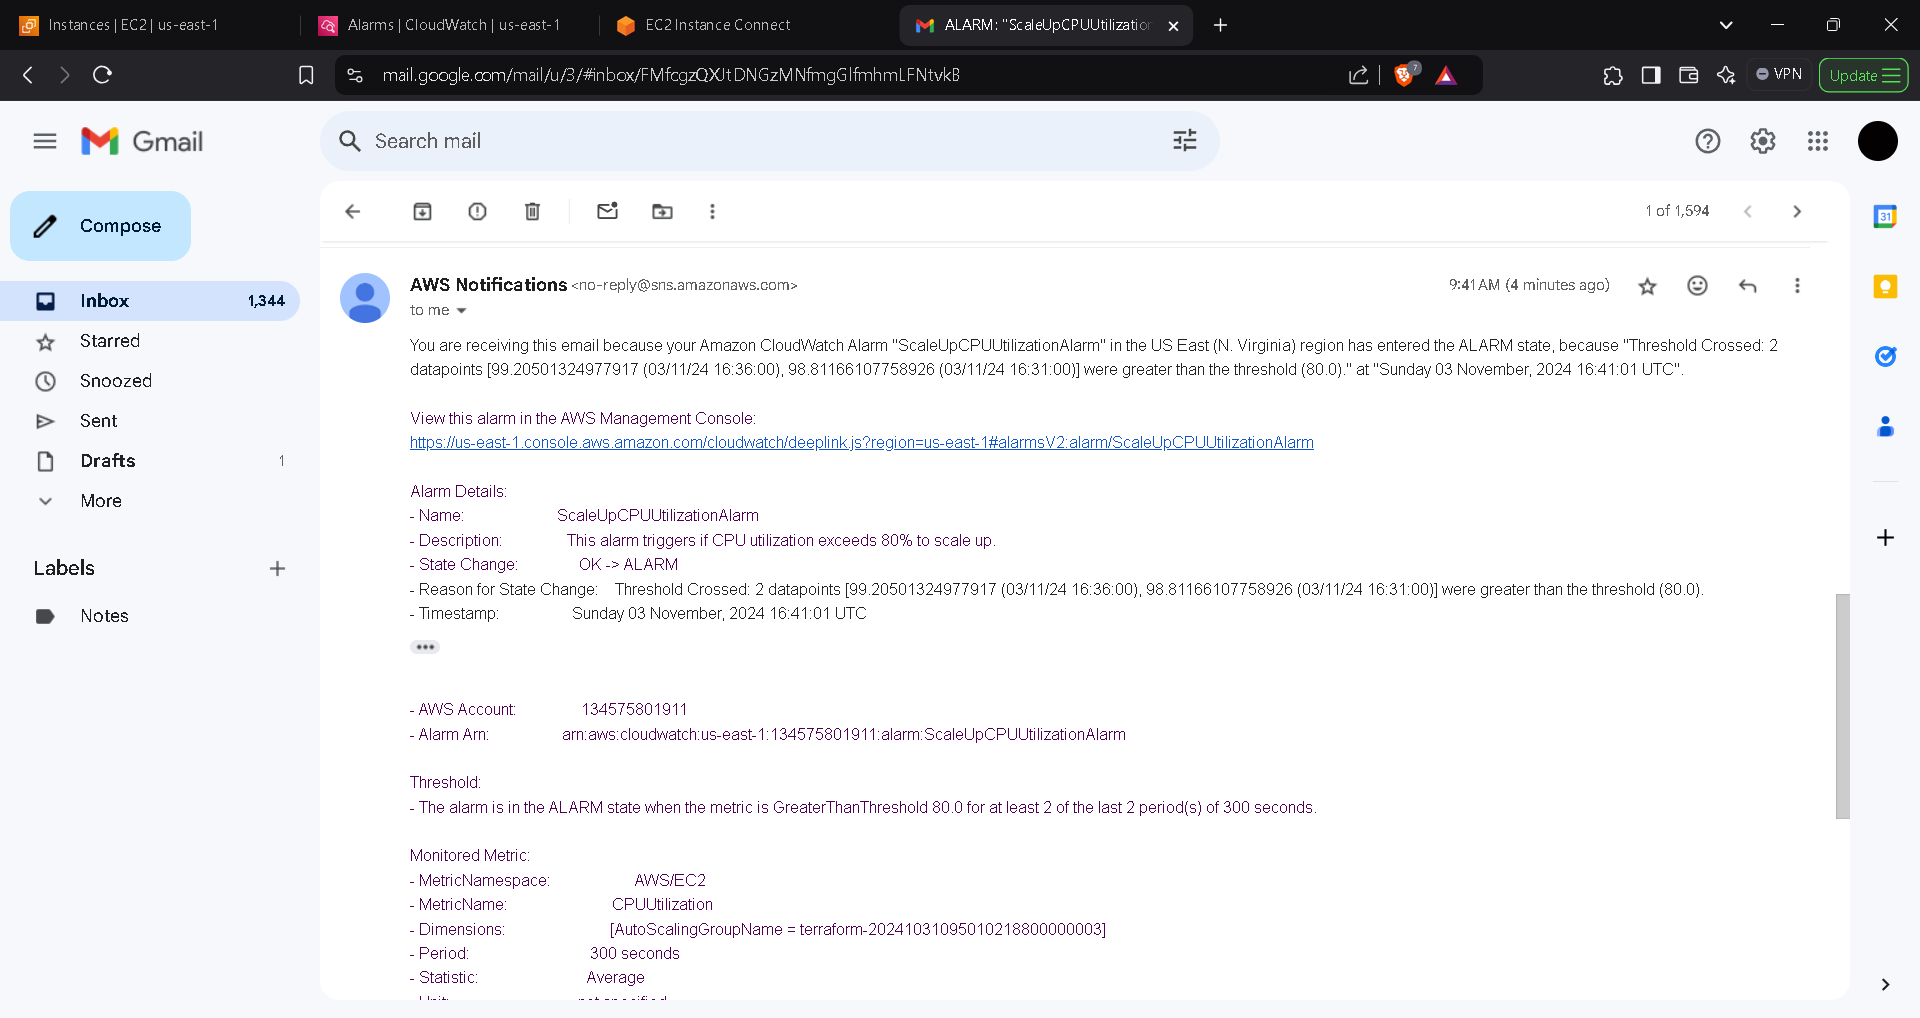 Instances | EC2 | us-east-1
Alarms | CloudWatch | us-east-1
EC2 Instance Connect
ALARM: "ScaleUpCPUUtilizatio
mail.google.com/mail/u/3/#inbox/FMfcgzQXJtDNGzMNfmgGlfmhmLFNtvkB
7
VPN
Update
Gmail
Search mail
Compose
1 of 1,594
31
Inbox 1,344
Starred
Snoozed
Sent
Drafts 1
More
Labels
Notes
AWS Notifications <no-reply@sns.amazonaws.com>
9:41 AM (4 minutes ago)
to me
You are receiving this email because your Amazon CloudWatch Alarm "ScaleUpCPUUtilizationAlarm" in the US East (N. Virginia) region has entered the ALARM state, because "Threshold Crossed: 2
datapoints [99.20501324977917 (03/11/24 16:36:00), 98.81166107758926 (03/11/24 16:31:00)] were greater than the threshold (80.0)." at "Sunday 03 November, 2024 16:41:01 UTC".
View this alarm in the AWS Management Console:
https://us-east-1.console.aws.amazon.com/cloudwatch/deeplink.js?region=us-east-1#alarmsV2:alarm/ScaleUpCPUUtilizationAlarm
Alarm Details:
- Name: ScaleUpCPUUtilizationAlarm
- Description: This alarm triggers if CPU utilization exceeds 80% to scale up.
- State Change: OK -> ALARM
- Reason for State Change: Threshold Crossed: 2 datapoints [99.20501324977917 (03/11/24 16:36:00), 98.81166107758926 (03/11/24 16:31:00)] were greater than the threshold (80.0).
- Timestamp: Sunday 03 November, 2024 16:41:01 UTC
- AWS Account: 134575801911
- Alarm Arn: arn:aws:cloudwatch:us-east-1:134575801911:alarm:ScaleUpCPUUtilizationAlarm
Threshold:
- The alarm is in the ALARM state when the metric is GreaterThanThreshold 80.0 for at least 2 of the last 2 period(s) of 300 seconds.
Monitored Metric:
- MetricNamespace: AWS/EC2
- MetricName: CPUUtilization
- Dimensions: [AutoScalingGroupName = terraform-20241031095010218800000003]
- Period: 300 seconds
- Statistic: Average